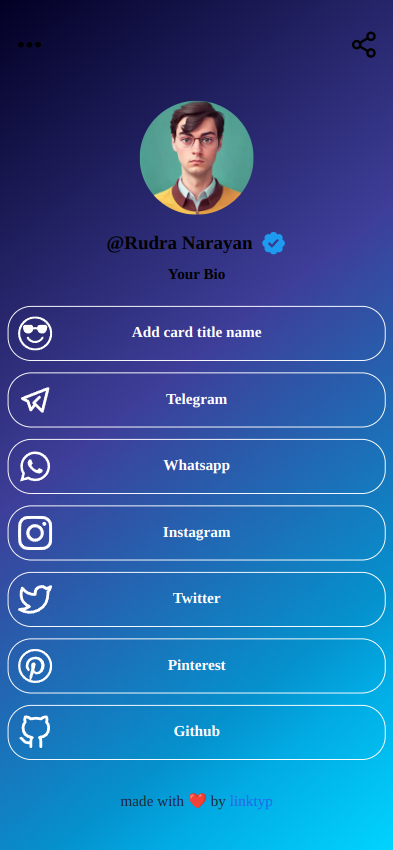 @Rudra Narayan
Your Bio
Add card title name
Telegram
Whatsapp
Instagram
Twitter
Pinterest
Github
made with ❤️ by linktyp